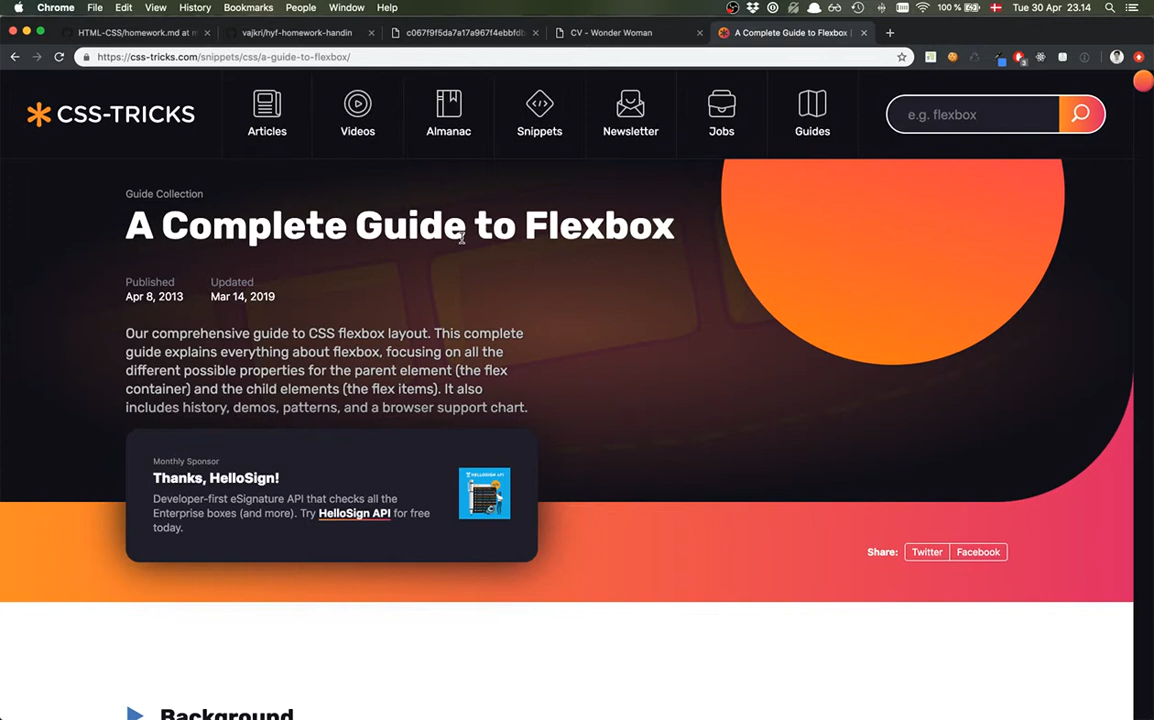 Chrome File Edit View History Bookmarks People Window Help 100 % Tue 30 Apr 23.14
HTML-CSS/homework.md at m vajkri/hyf-homework-handin c067f9f5da7a17a967f4ebbfdb CV - Wonder Woman A Complete Guide to Flexbox
https://css-tricks.com/snippets/css/a-guide-to-flexbox/
CSS-TRICKS
Articles Videos Almanac Snippets Newsletter Jobs Guides
e.g. flexbox
Guide Collection
A Complete Guide to Flexbox
Published Updated
Apr 8, 2013 Mar 14, 2019
Our comprehensive guide to CSS flexbox layout. This complete
guide explains everything about flexbox, focusing on all the
different possible properties for the parent element (the flex
container) and the child elements (the flex items). It also
includes history, demos, patterns, and a browser support chart.
Monthly Sponsor
Thanks, HelloSign!
Developer-first eSignature API that checks all the
Enterprise boxes (and more). Try HelloSign API for free
today.
HELLOSIGN API
Share: Twitter Facebook
Background